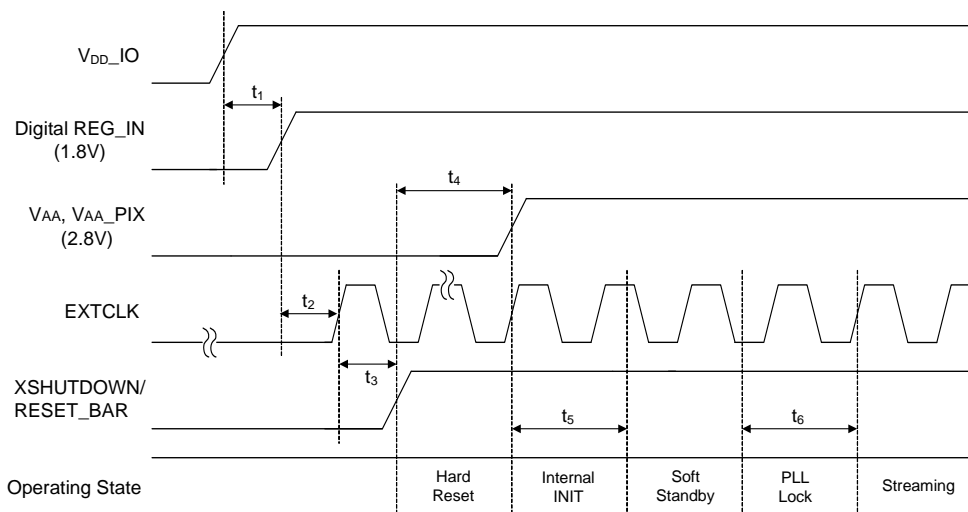 VDD_IO
t1
Digital REG_IN
(1.8V)
t4
VAA, VAA_PIX
(2.8V)
t2
EXTCLK
t3
XSHUTDOWN/
RESET_BAR
t5
t6
Operating State
Hard
Reset
Internal
INIT
Soft
Standby
PLL
Lock
Streaming